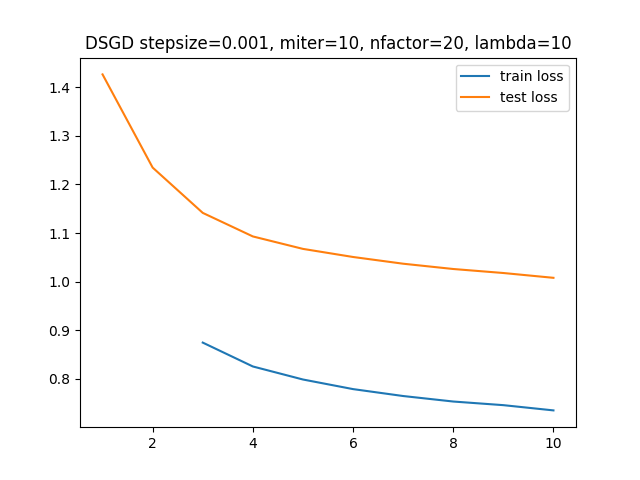 DSGD stepsize=0.001, miter=10, nfactor=20, lambda=10
train loss
test loss
1.4
1.3
1.2
1.1
1.0
0.9
0.8
2 4 6 8 10